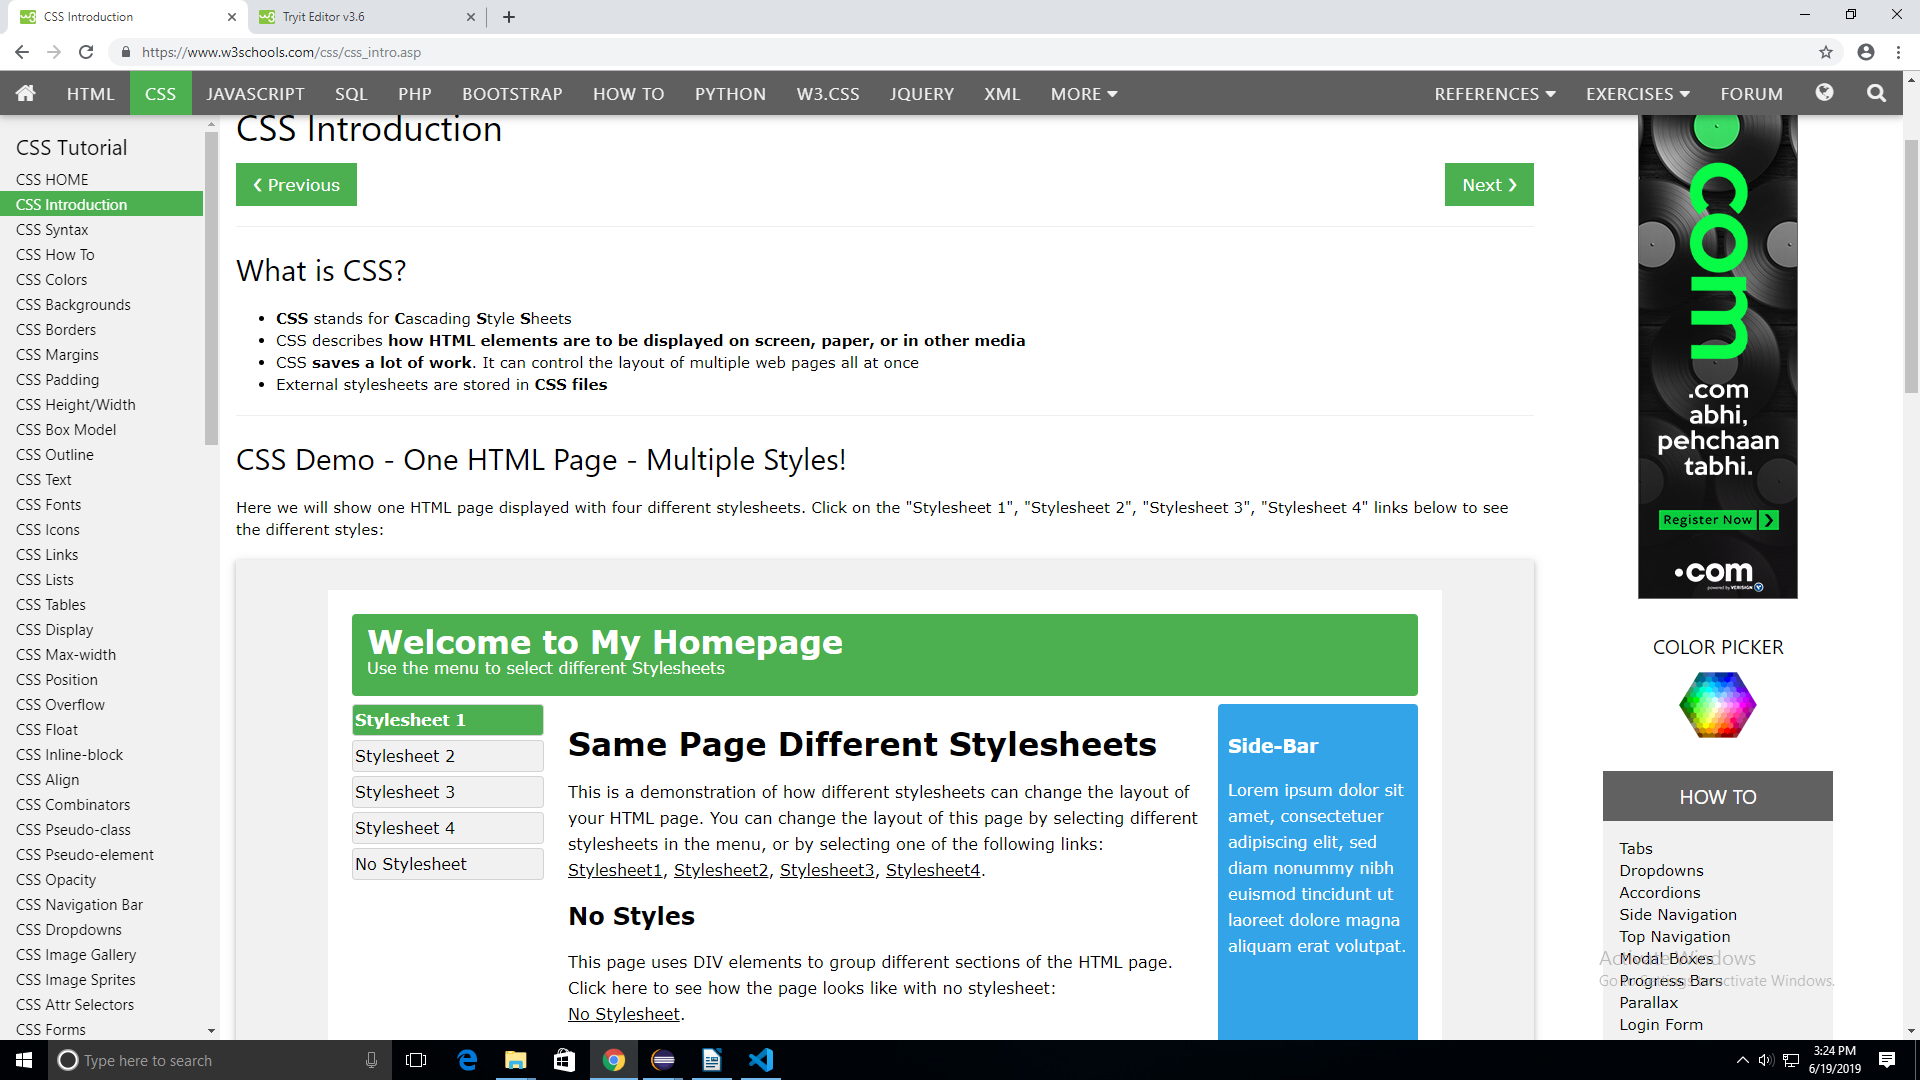 CSS Introduction
Tryit Editor v3.6
https://www.w3schools.com/css/css_intro.asp
HTML CSS JAVASCRIPT SQL PHP BOOTSTRAP HOW TO PYTHON W3.CSS JQUERY XML MORE REFERENCES EXERCISES FORUM
CSS Tutorial
CSS HOME
CSS Introduction
CSS Syntax
CSS How To
CSS Colors
CSS Backgrounds
CSS Borders
CSS Margins
CSS Padding
CSS Height/Width
CSS Box Model
CSS Outline
CSS Text
CSS Fonts
CSS Icons
CSS Links
CSS Lists
CSS Tables
CSS Display
CSS Max-width
CSS Position
CSS Overflow
CSS Float
CSS Inline-block
CSS Align
CSS Combinators
CSS Pseudo-class
CSS Pseudo-element
CSS Opacity
CSS Navigation Bar
CSS Dropdowns
CSS Image Gallery
CSS Image Sprites
CSS Attr Selectors
CSS Forms
CSS Introduction
❮ Previous
Next ❯
What is CSS?
• CSS stands for Cascading Style Sheets
• CSS describes how HTML elements are to be displayed on screen, paper, or in other media
• CSS saves a lot of work. It can control the layout of multiple web pages all at once
• External stylesheets are stored in CSS files
CSS Demo - One HTML Page - Multiple Styles!
Here we will show one HTML page displayed with four different stylesheets. Click on the "Stylesheet 1", "Stylesheet 2", "Stylesheet 3", "Stylesheet 4" links below to see
the different styles:
Welcome to My Homepage
Use the menu to select different Stylesheets
Stylesheet 1
Stylesheet 2
Stylesheet 3
Stylesheet 4
No Stylesheet
Same Page Different Stylesheets
This is a demonstration of how different stylesheets can change the layout of
your HTML page. You can change the layout of this page by selecting different
stylesheets in the menu, or by selecting one of the following links:
Stylesheet1, Stylesheet2, Stylesheet3, Stylesheet4.
No Styles
This page uses DIV elements to group different sections of the HTML page.
Click here to see how the page looks like with no stylesheet:
No Stylesheet.
Side-Bar
Lorem ipsum dolor sit
amet, consectetuer
adipiscing elit, sed
diam nonummy nibh
euismod tincidunt ut
laoreet dolore magna
aliquam erat volutpat.
com
.com
abhi,
pehchaan
tabhi.
Register Now
.com
powered by VERISIGN
COLOR PICKER
HOW TO
Tabs
Dropdowns
Accordions
Side Navigation
Top Navigation
Modal Boxes
Progress Bars
Parallax
Login Form
Activate Windows
Go to Settings to activate Windows.
Type here to search
3:24 PM
6/19/2019